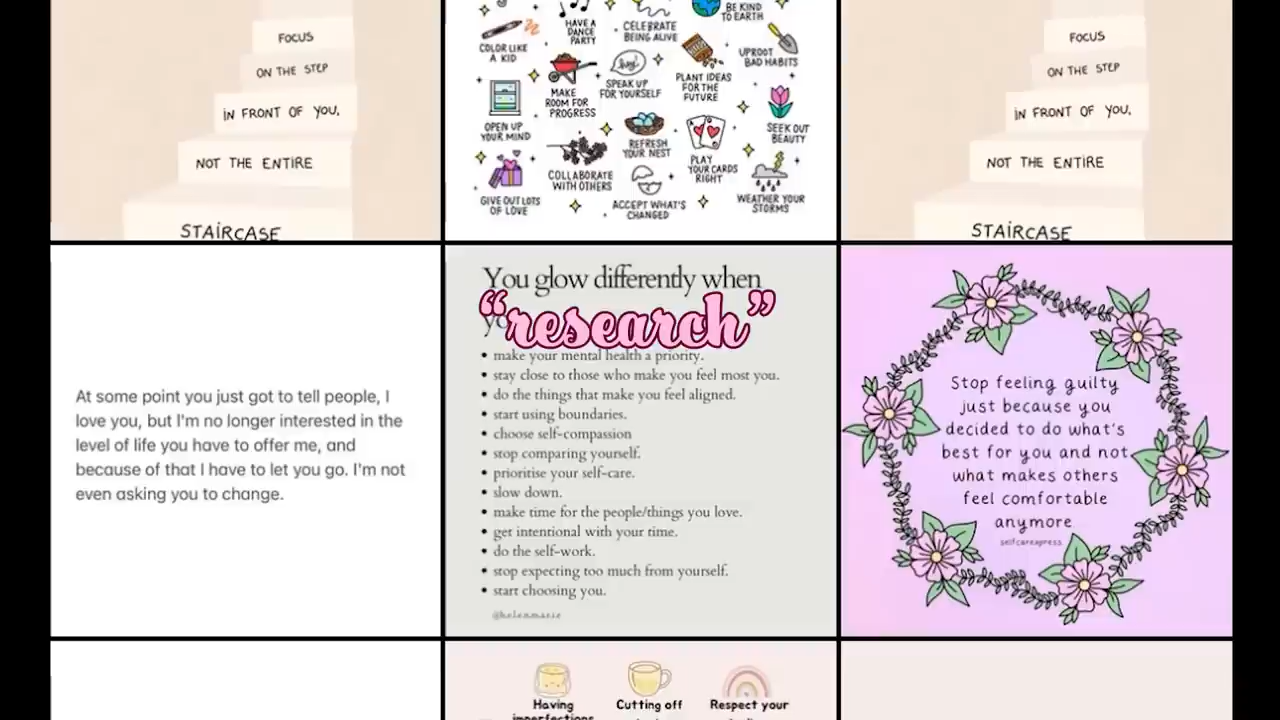 FOCUS
ON THE STEP
iN FRONT OF YOU,
NOT THE ENTIRE
STAiRCASE
BE KIND
TO EARTH
HAVE A
DANCE
PARTY
CELEBRATE
BEING ALIVE
COLOR LIKE
A KID
UPROOT
BAD HABITS
hey!
SPEAK UP
FOR YOURSELF
PLANT IDEAS
FOR THE
FUTURE
MAKE
ROOM FOR
PROGRESS
OPEN UP
YOUR MIND
REFRESH
YOUR NEST
SEEK OUT
BEAUTY
PLAY
YOUR CARDS
RIGHT
COLLABORATE
WITH OTHERS
GIVE OUT LOTS
OF LOVE
ACCEPT WHAT'S
CHANGED
WEATHER YOUR
STORMS
FOCUS
ON THE STEP
iN FRONT OF YOU,
NOT THE ENTIRE
STAiRCASE
At some point you just got to tell people, I
love you, but I'm no longer interested in the
level of life you have to offer me, and
because of that I have to let you go. I'm not
even asking you to change.
You glow differently when
“research”
• make your mental health a priority.
• stay close to those who make you feel most you.
• do the things that make you feel aligned.
• start using boundaries.
• choose self-compassion
• stop comparing yourself.
• prioritise your self-care.
• slow down.
• make time for the people/things you love.
• get intentional with your time.
• do the self-work.
• stop expecting too much from yourself.
• start choosing you.
@helenmarie
Stop feeling guilty
just because you
decided to do what's
best for you and not
what makes others
feel comfortable
anymore
selfcarexpress
Having
imperfections
Cutting off
Respect your